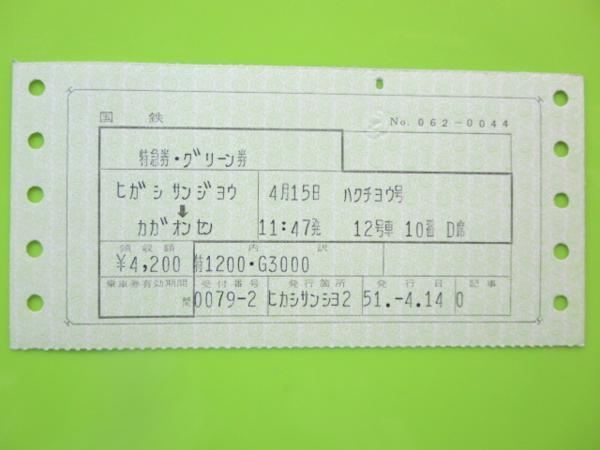 国鉄
No. 062-0044
特急券・グリーン券
ヒガシサンジョウ 4月15日 ハクチョウ号
⬇
カガオンセン 11:47発 12号車 10番 D席
領収額 内訳
¥4,200 特1200・G3000
乗車券有効期間 受付番号 発行箇所 発行日 記事
0079-2 ヒカシサンシヨ2 51.-4.14 0